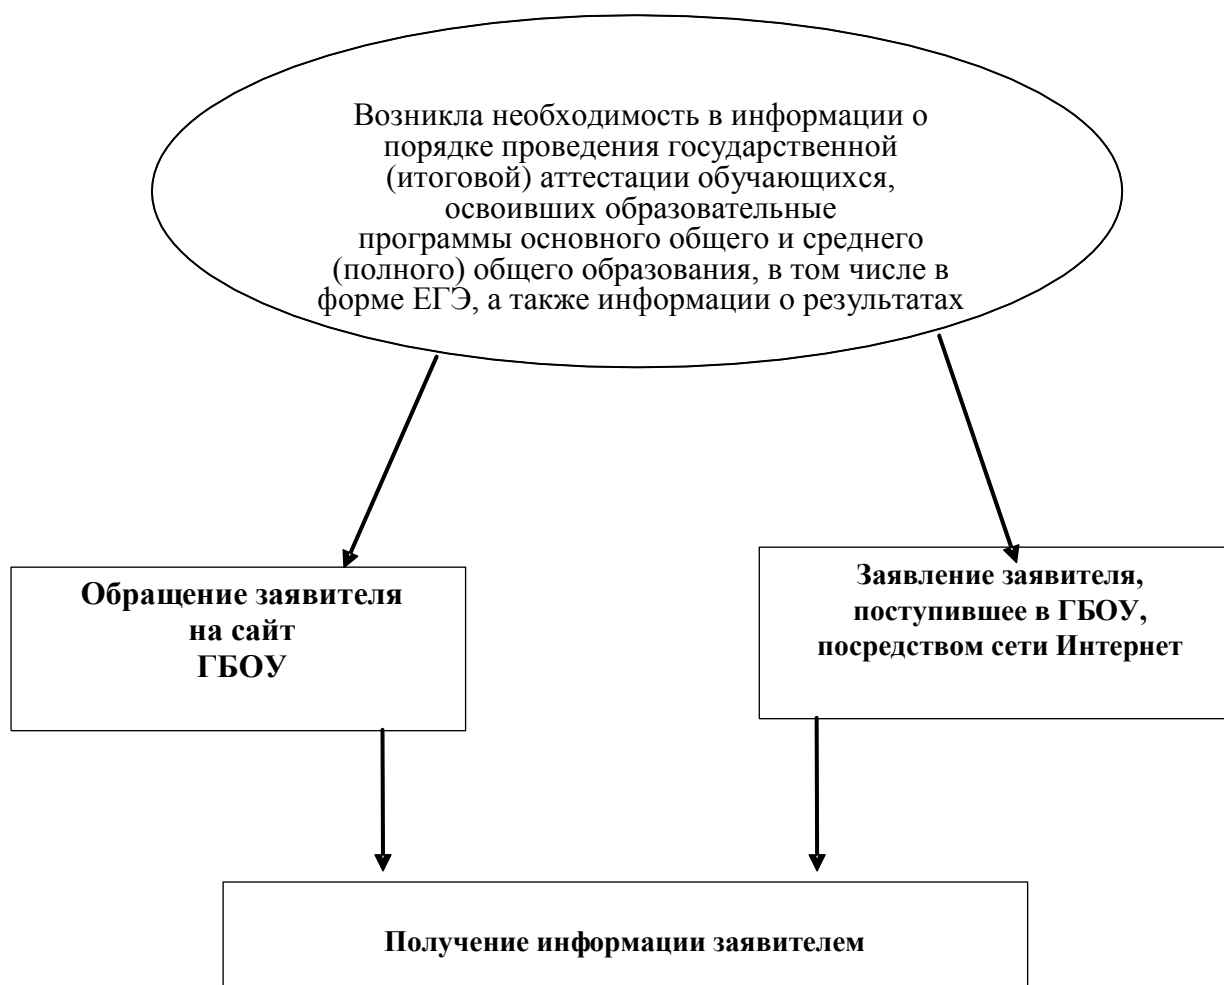 Возникла необходимость в информации о
порядке проведения государственной
(итоговой) аттестации обучающихся,
освоивших образовательные
программы основного общего и среднего
(полного) общего образования, в том числе в
форме ЕГЭ, а также информации о результатах
Обращение заявителя
на сайт
ГБОУ
Заявление заявителя,
поступившее в ГБОУ,
посредством сети Интернет
Получение информации заявителем